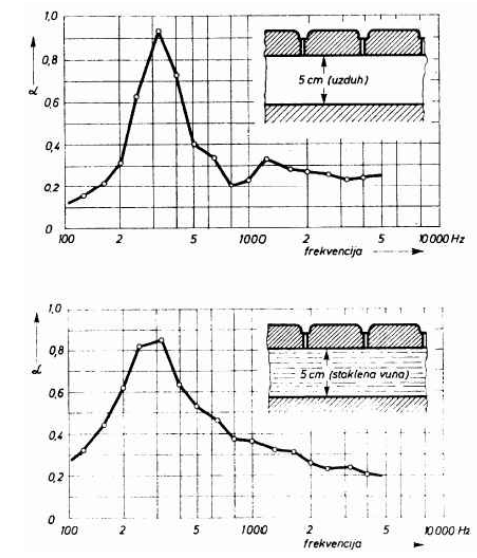 1,0
0,8
0,6
0,4
0,2
0
α
5 cm (uzduh)
100 2 5 1000 2 5 10000 Hz
frekvencija
1,0
0,8
0,6
0,4
0,2
0
α
5 cm (staklena vuna)
100 2 5 1000 2 5 10000 Hz
frekvencija